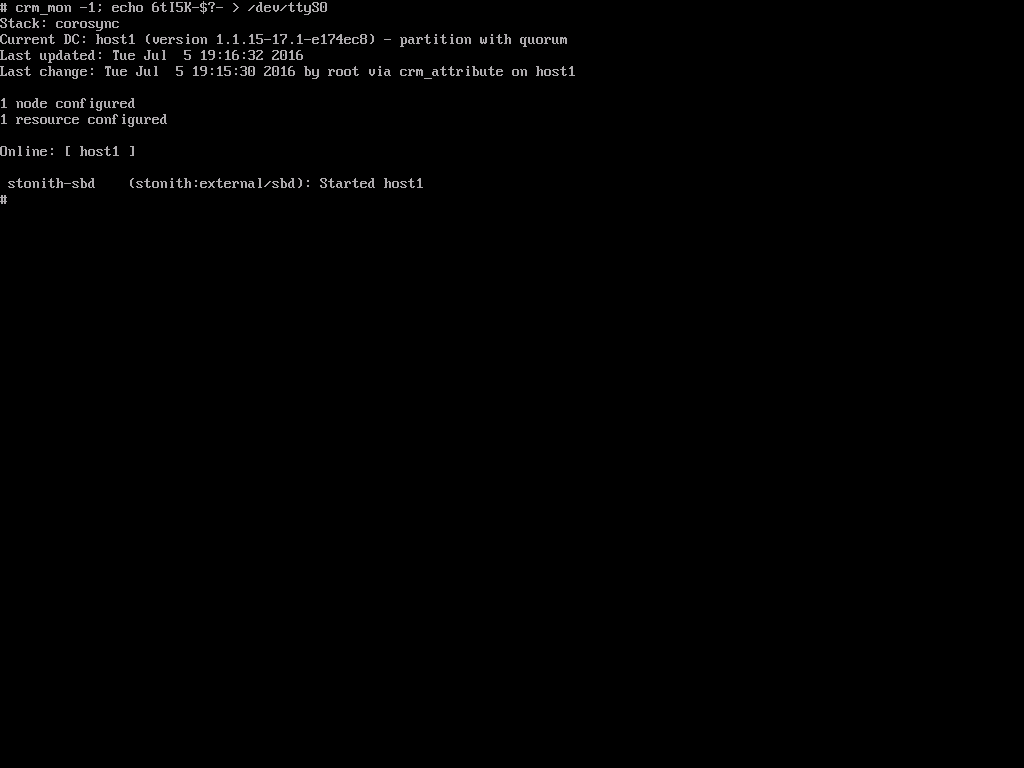 # crm_mon -1; echo 6tI5K-$?- > /dev/ttyS0
Stack: corosync
Current DC: host1 (version 1.1.15-17.1-e174ec8) - partition with quorum
Last updated: Tue Jul  5 19:16:32 2016
Last change: Tue Jul  5 19:15:30 2016 by root via crm_attribute on host1
1 node configured
1 resource configured
Online: [ host1 ]
 stonith-sbd    (stonith:external/sbd): Started host1
#